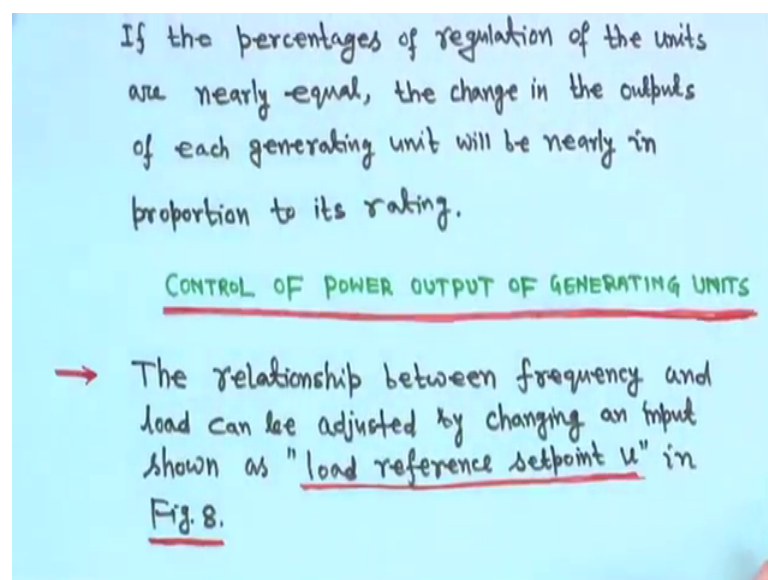 If the percentages of regulation of the units
are nearly equal, the change in the outputs
of each generating unit will be nearly in
proportion to its rating.
CONTROL OF POWER OUTPUT OF GENERATING UNITS
→ The relationship between frequency and
load can be adjusted by changing an input
shown as "load reference setpoint u" in
Fig. 8.